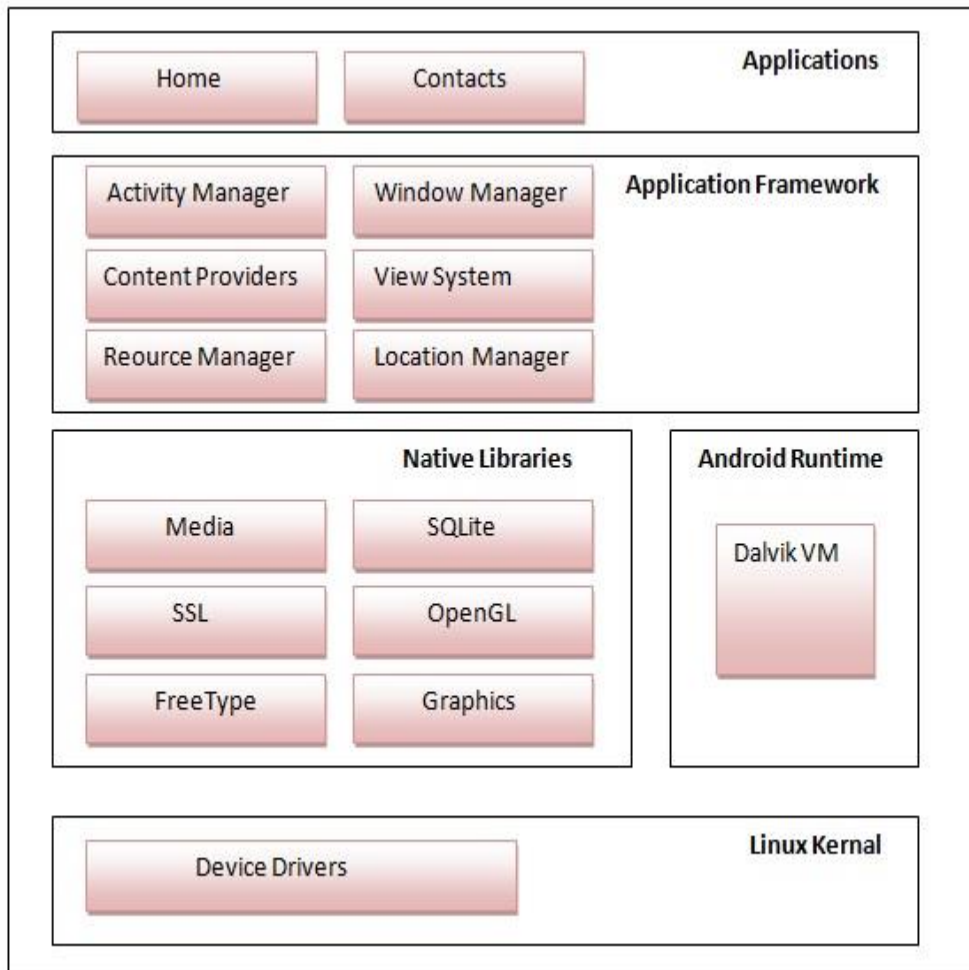 Applications
Home
Contacts
Application Framework
Activity Manager
Window Manager
Content Providers
View System
Reource Manager
Location Manager
Native Libraries
Media
SQLite
SSL
OpenGL
FreeType
Graphics
Android Runtime
Dalvik VM
Linux Kernal
Device Drivers